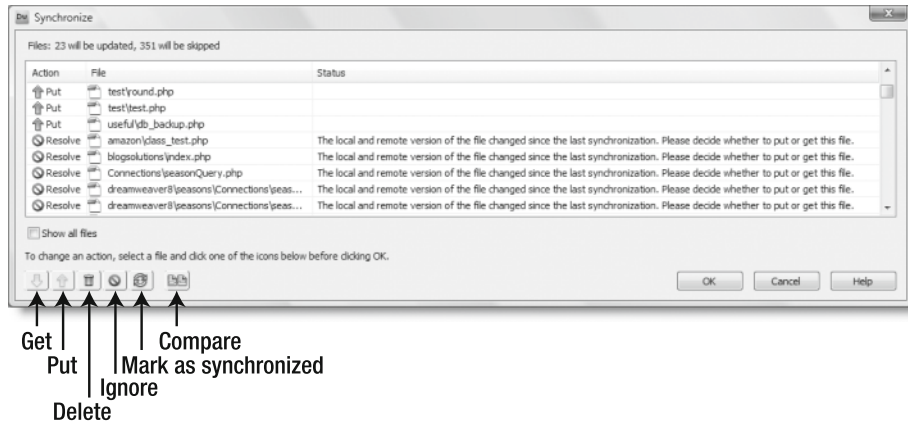 Dw Synchronize
Files: 23 will be updated, 351 will be skipped
Action File Status
Put test\round.php
Put test\test.php
Put useful\db_backup.php
Resolve amazon\class_test.php The local and remote version of the file changed since the last synchronization. Please decide whether to put or get this file.
Resolve blogsolutions\index.php The local and remote version of the file changed since the last synchronization. Please decide whether to put or get this file.
Resolve Connections\seasonQuery.php The local and remote version of the file changed since the last synchronization. Please decide whether to put or get this file.
Resolve dreamweaver8\seasons\Connections\seas... The local and remote version of the file changed since the last synchronization. Please decide whether to put or get this file.
Resolve dreamweaver8\seasons\Connections\seas... The local and remote version of the file changed since the last synchronization. Please decide whether to put or get this file.
Show all files
To change an action, select a file and click one of the icons below before clicking OK.
OK Cancel Help
Get Compare
Put Mark as synchronized
Ignore
Delete